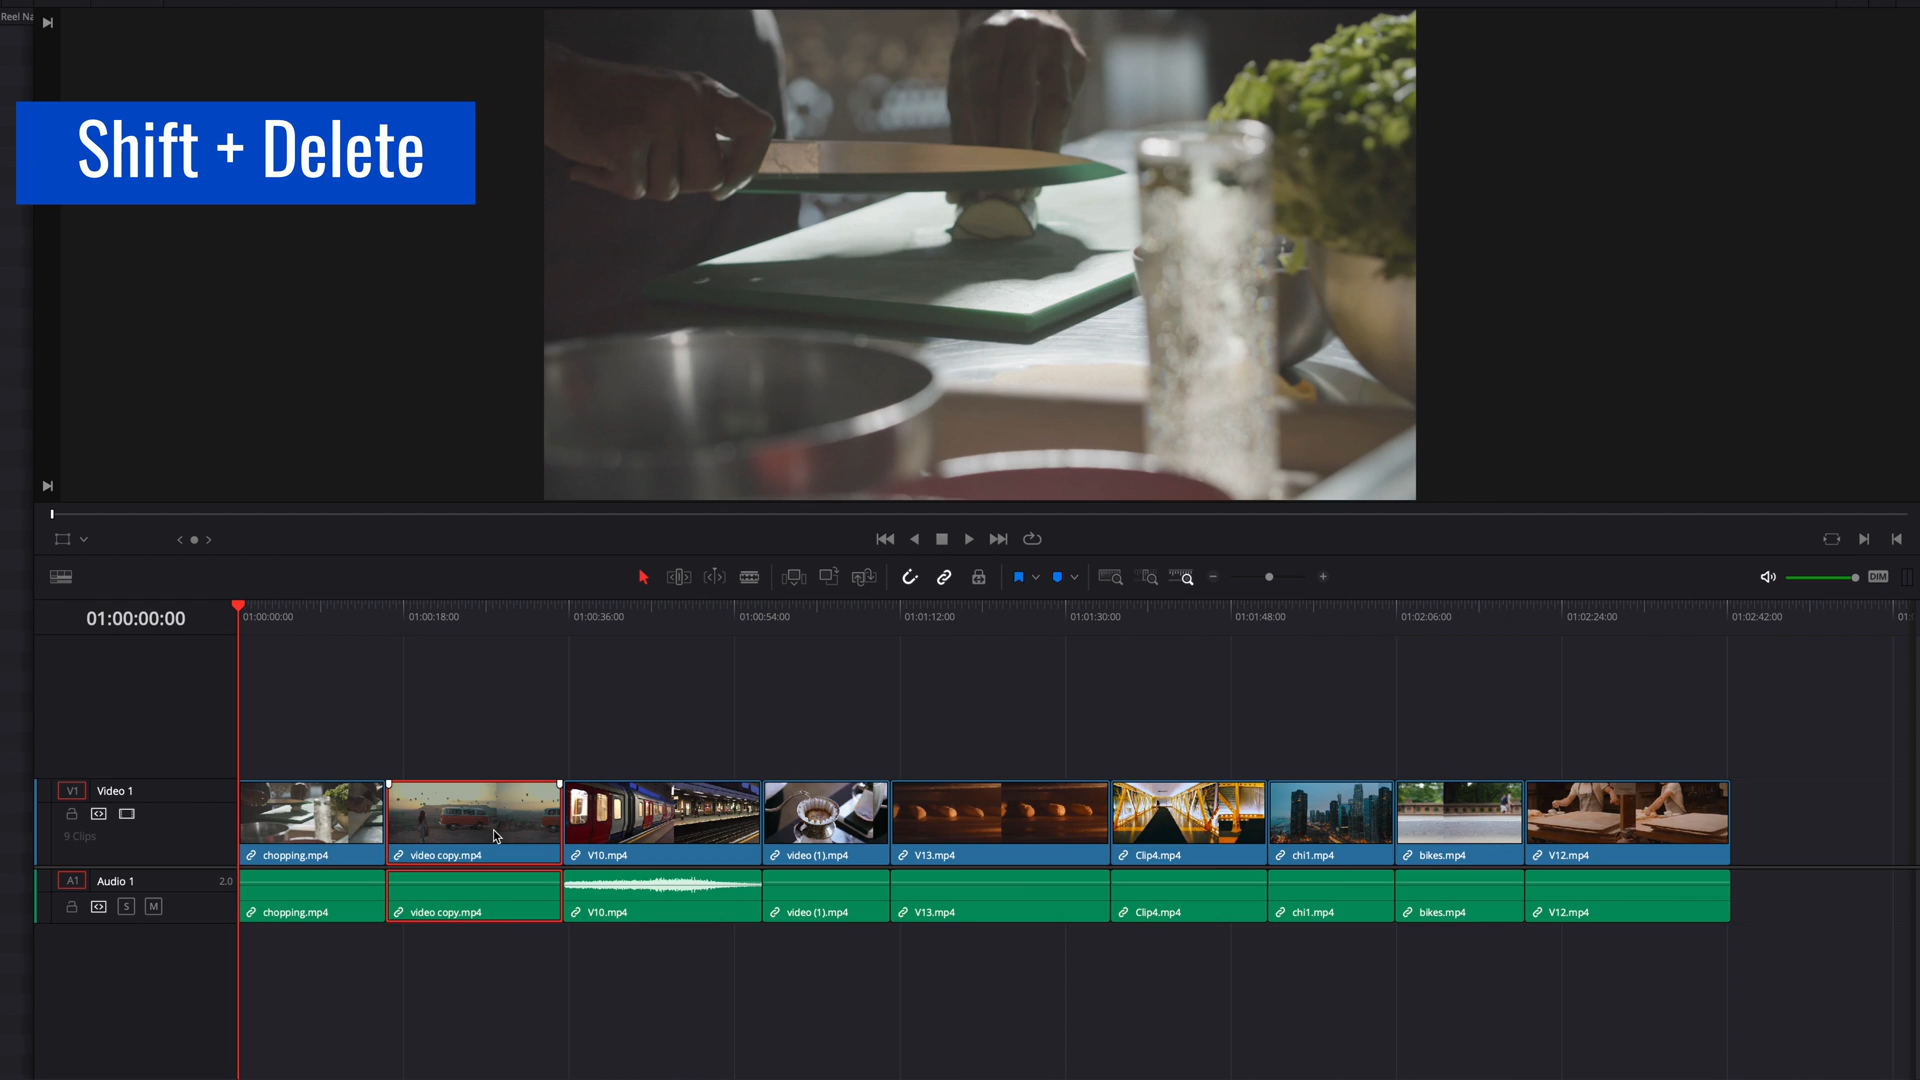 Reel Na
Shift + Delete
DIM
01:00:00:00
01:00:00:00
01:00:18:00
01:00:36:00
01:00:54:00
01:01:12:00
01:01:30:00
01:01:48:00
01:02:06:00
01:02:24:00
01:02:42:00
01:
V1 Video 1
9 Clips
chopping.mp4
video copy.mp4
V10.mp4
video (1).mp4
V13.mp4
Clip4.mp4
chi1.mp4
bikes.mp4
V12.mp4
A1 Audio 1 2.0
S M
chopping.mp4
video copy.mp4
V10.mp4
video (1).mp4
V13.mp4
Clip4.mp4
chi1.mp4
bikes.mp4
V12.mp4